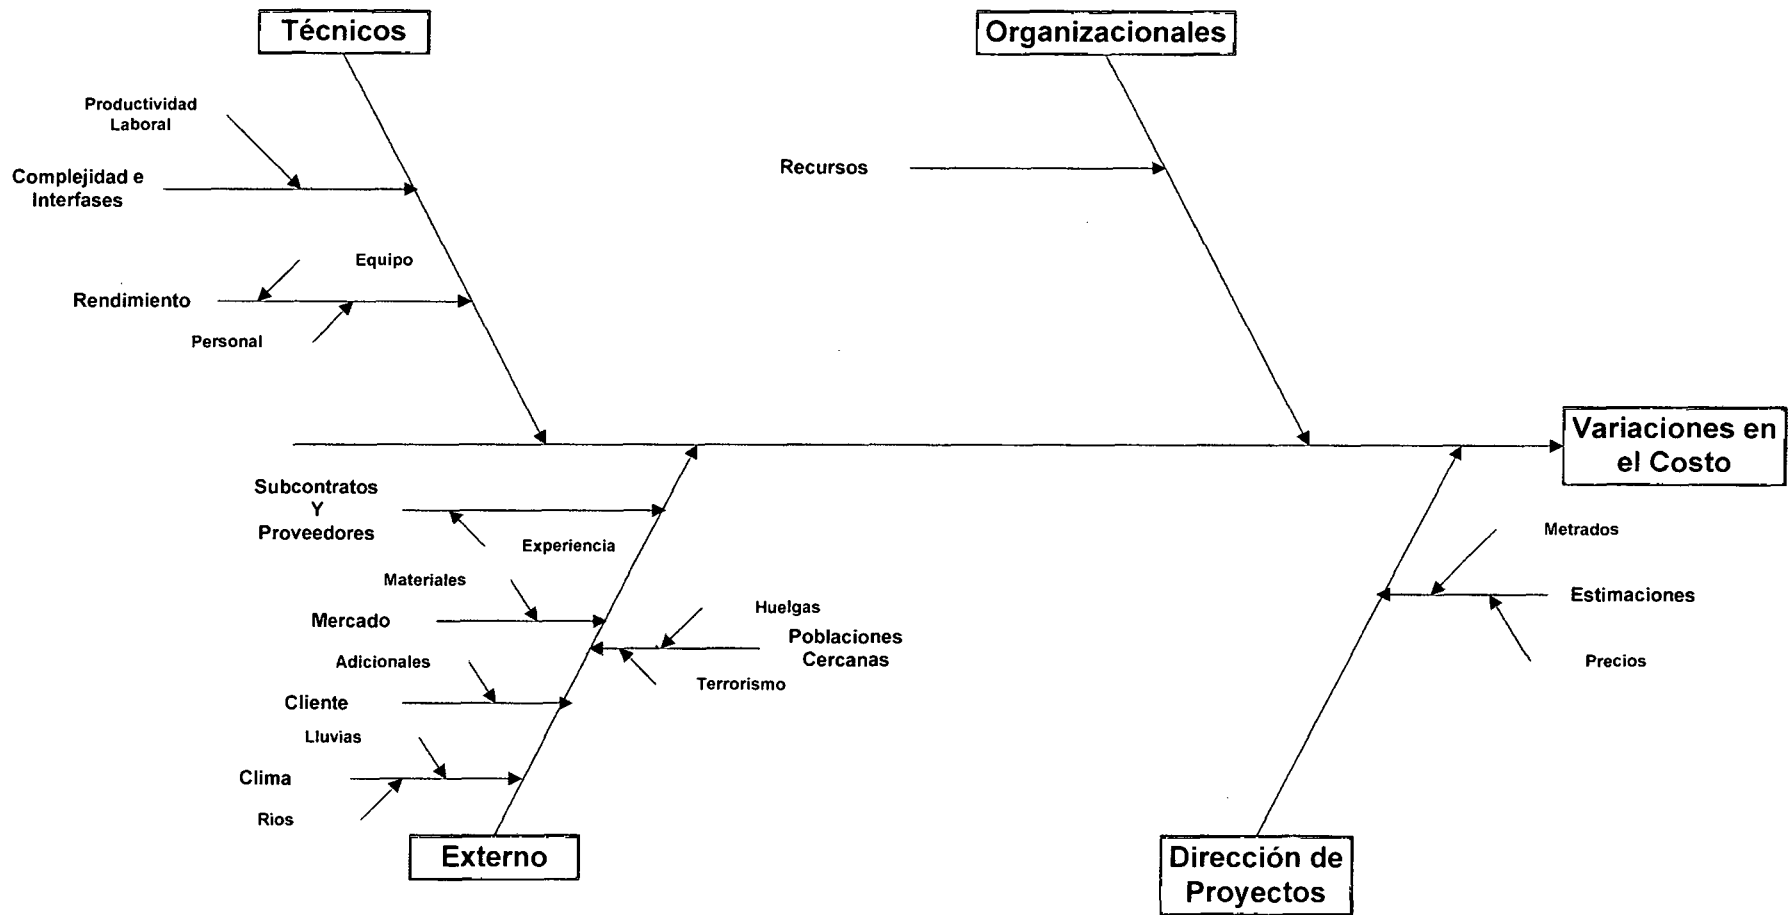 Técnicos
Organizacionales
Productividad
Laboral
Complejidad e
Interfases
Recursos
Equipo
Rendimiento
Personal
Variaciones en
el Costo
Subcontratos
Y
Proveedores
Experiencia
Metrados
Materiales
Estimaciones
Mercado
Huelgas
Poblaciones
Cercanas
Adicionales
Precios
Terrorismo
Cliente
Lluvias
Clima
Rios
Externo
Dirección de
Proyectos